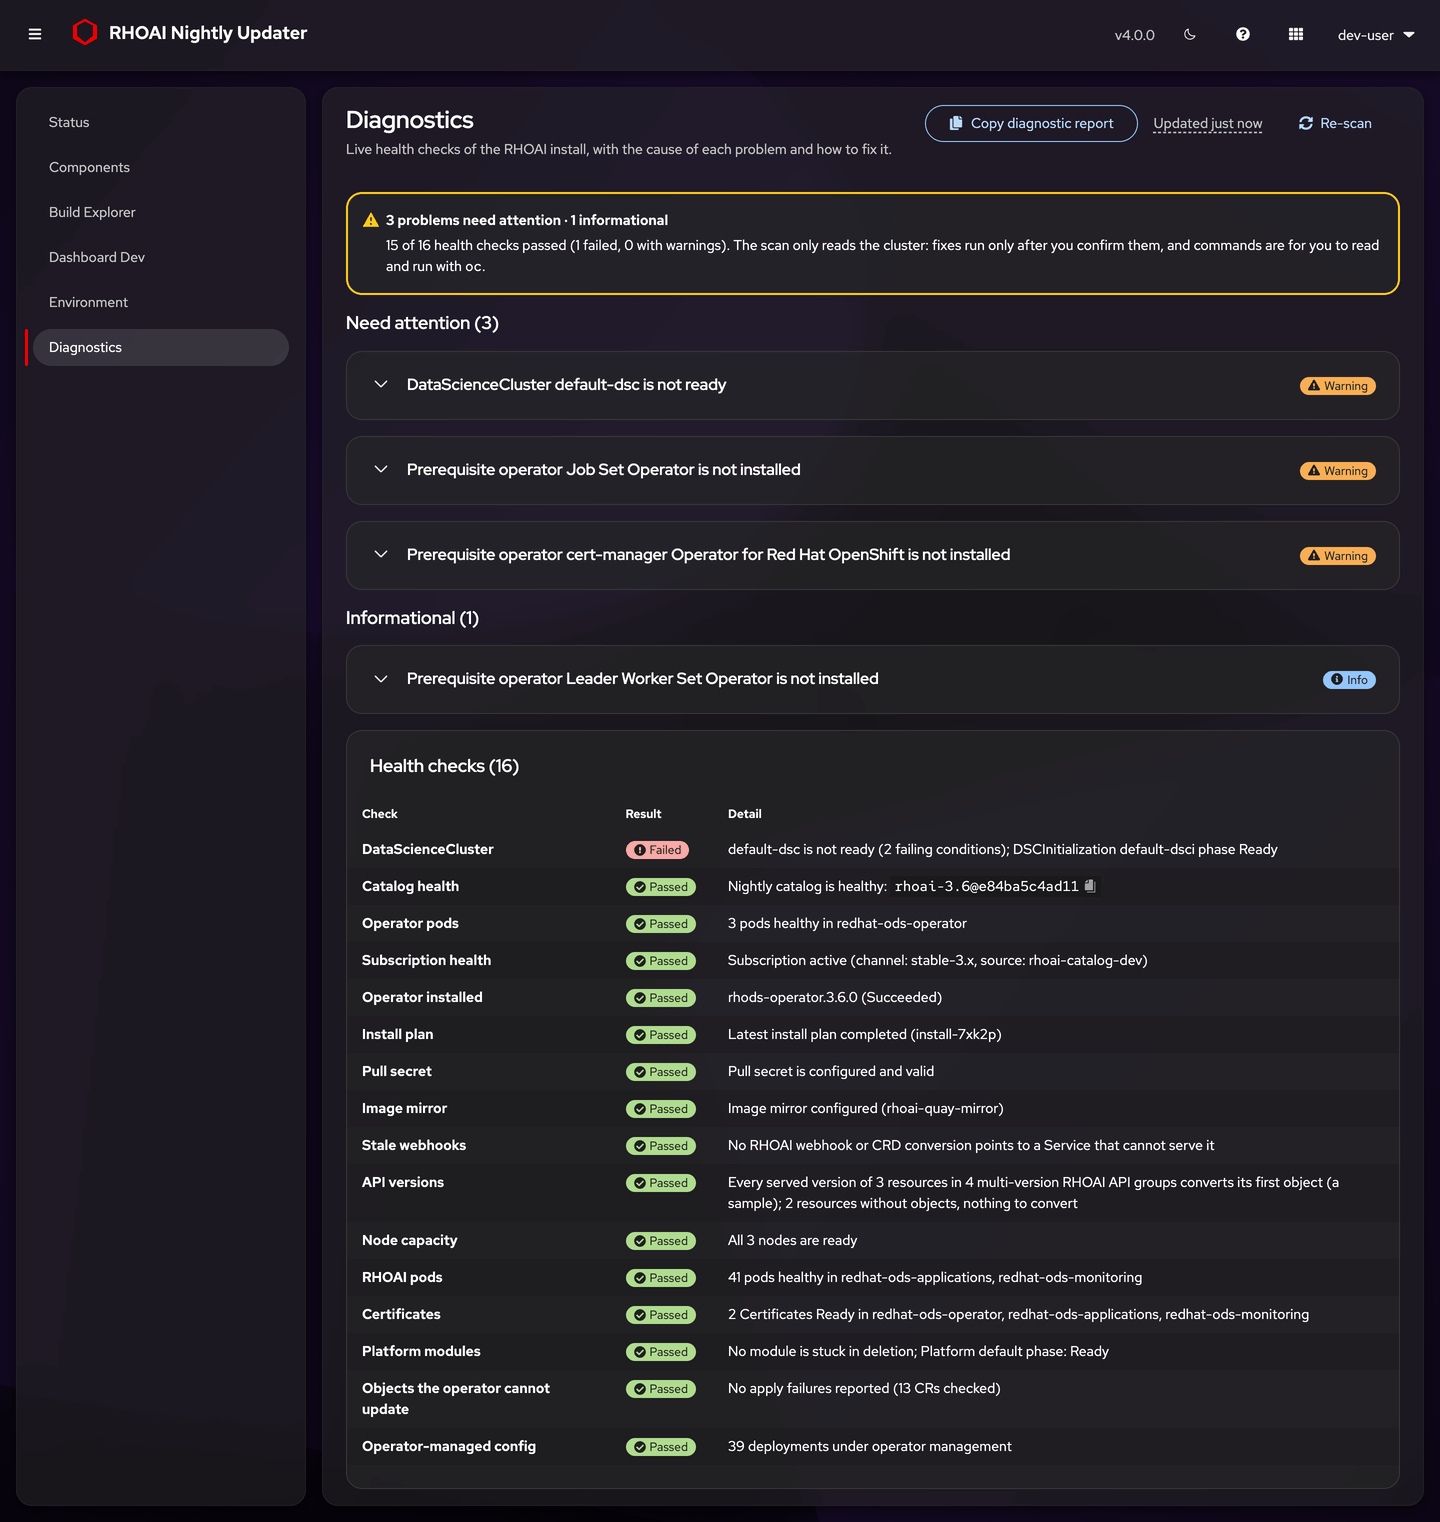 RHOAI Nightly Updater
v4.0.0
dev-user
Status
Components
Build Explorer
Dashboard Dev
Environment
Diagnostics
Diagnostics
Live health checks of the RHOAI install, with the cause of each problem and how to fix it.
Copy diagnostic report
Updated just now
Re-scan
3 problems need attention · 1 informational
15 of 16 health checks passed (1 failed, 0 with warnings). The scan only reads the cluster: fixes run only after you confirm them, and commands are for you to read
and run with oc.
Need attention (3)
DataScienceCluster default-dsc is not ready
Warning
Prerequisite operator Job Set Operator is not installed
Warning
Prerequisite operator cert-manager Operator for Red Hat OpenShift is not installed
Warning
Informational (1)
Prerequisite operator Leader Worker Set Operator is not installed
Info
Health checks (16)
Check Result Detail
DataScienceCluster Failed default-dsc is not ready (2 failing conditions); DSCInitialization default-dsci phase Ready
Catalog health Passed Nightly catalog is healthy: rhoai-3.6@e84ba5c4ad11
Operator pods Passed 3 pods healthy in redhat-ods-operator
Subscription health Passed Subscription active (channel: stable-3.x, source: rhoai-catalog-dev)
Operator installed Passed rhods-operator.3.6.0 (Succeeded)
Install plan Passed Latest install plan completed (install-7xk2p)
Pull secret Passed Pull secret is configured and valid
Image mirror Passed Image mirror configured (rhoai-quay-mirror)
Stale webhooks Passed No RHOAI webhook or CRD conversion points to a Service that cannot serve it
API versions Passed Every served version of 3 resources in 4 multi-version RHOAI API groups converts its first object (a
sample); 2 resources without objects, nothing to convert
Node capacity Passed All 3 nodes are ready
RHOAI pods Passed 41 pods healthy in redhat-ods-applications, redhat-ods-monitoring
Certificates Passed 2 Certificates Ready in redhat-ods-operator, redhat-ods-applications, redhat-ods-monitoring
Platform modules Passed No module is stuck in deletion; Platform default phase: Ready
Objects the operator cannot Passed No apply failures reported (13 CRs checked)
update
Operator-managed config Passed 39 deployments under operator management